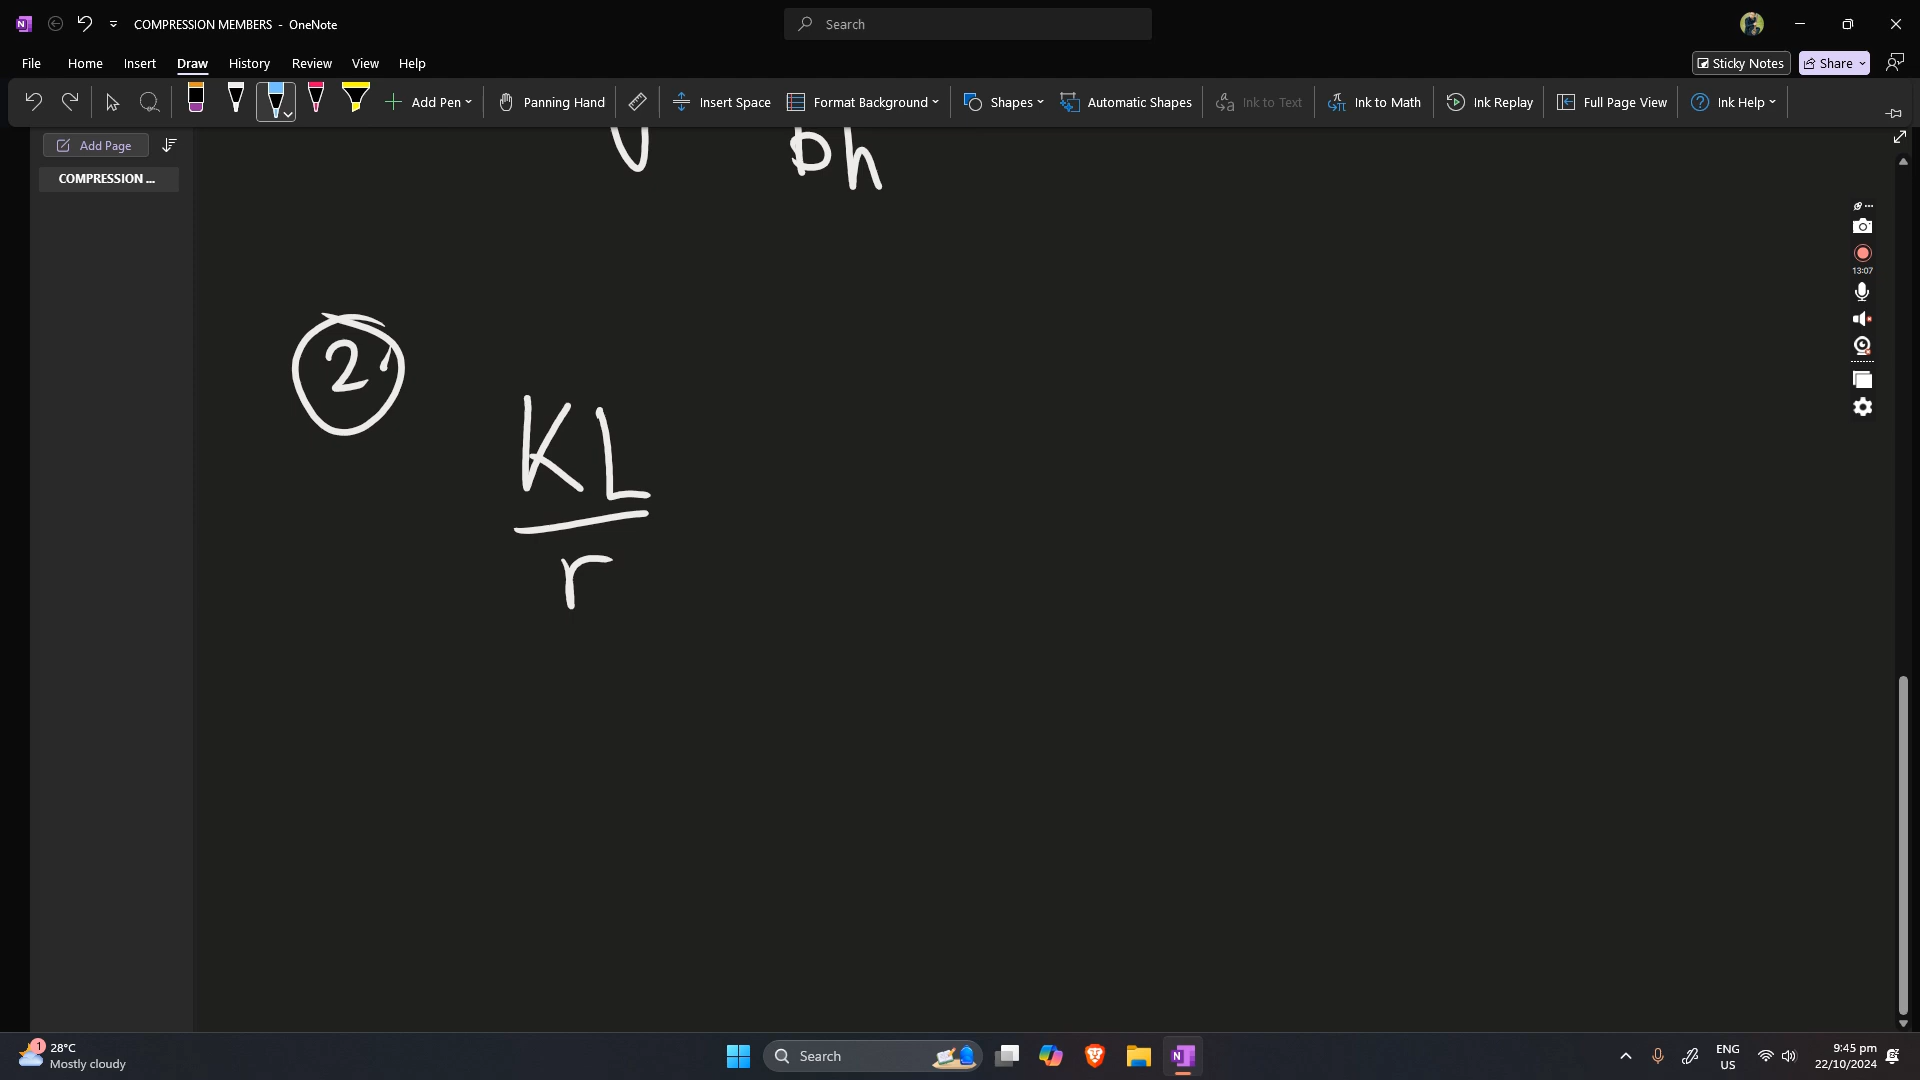 COMPRESSION MEMBERS - OneNote
Search
File Home Insert Draw History Review View Help
Sticky Notes Share
Add Pen Panning Hand Insert Space Format Background Shapes Automatic Shapes Ink to Text Ink to Math Ink Replay Full Page View Ink Help
Add Page
COMPRESSION ...
bh
13:07
2.
KL
r
1
28°C
Mostly cloudy
Search
ENG
US
9:45 pm
22/10/2024